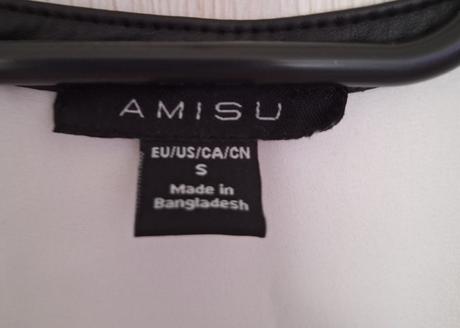 AMISU
EU/US/CA/CN
S
Made in
Bangladesh